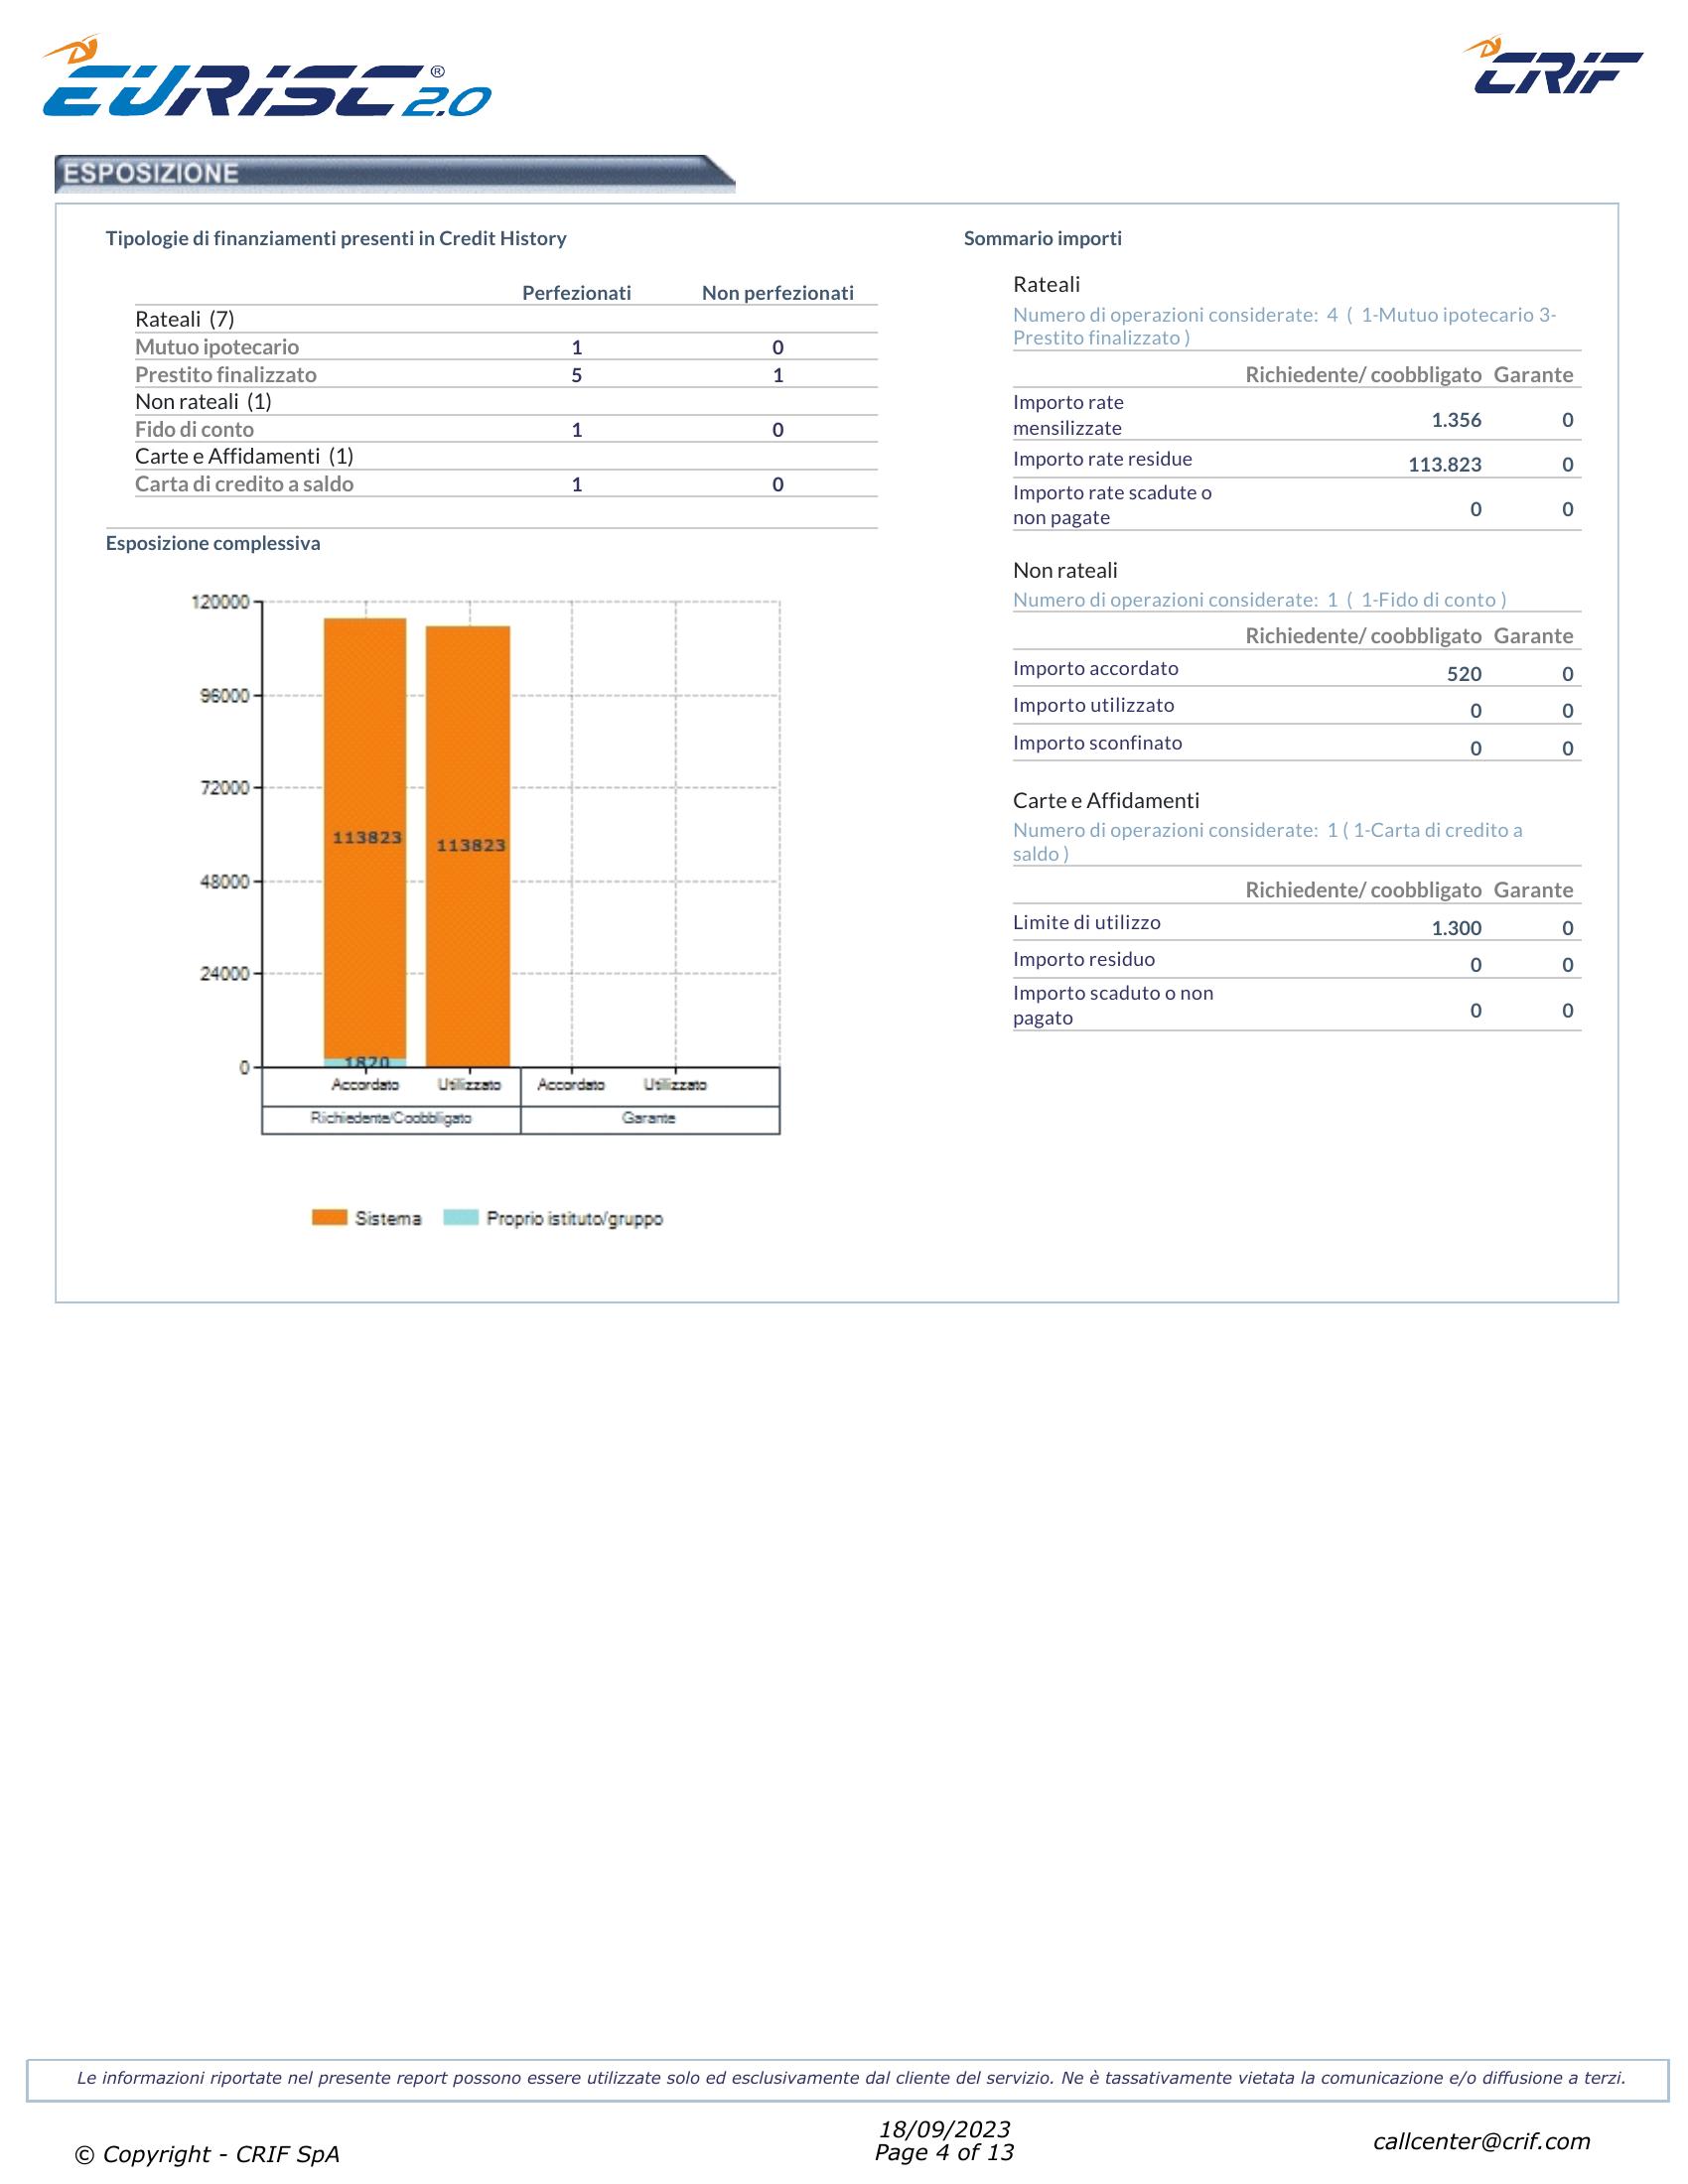 EURISC® 2.0
CRIF
ESPOSIZIONE
Tipologie di finanziamenti presenti in Credit History
Perfezionati Non perfezionati
Rateali (7)
Mutuo ipotecario 1 0
Prestito finalizzato 5 1
Non rateali (1)
Fido di conto 1 0
Carte e Affidamenti (1)
Carta di credito a saldo 1 0
Esposizione complessiva
120000
96000
72000
48000
24000
0
113823
113823
1820
Accordato Utilizzato Accordato Utilizzato
Richiedente/Coobbligato Garante
Sistema Proprio istituto/gruppo
Sommario importi
Rateali
Numero di operazioni considerate: 4 ( 1-Mutuo ipotecario 3-
Prestito finalizzato )
Richiedente/ coobbligato Garante
Importo rate
mensilizzate 1.356 0
Importo rate residue 113.823 0
Importo rate scadute o
non pagate 0 0
Non rateali
Numero di operazioni considerate: 1 ( 1-Fido di conto )
Richiedente/ coobbligato Garante
Importo accordato 520 0
Importo utilizzato 0 0
Importo sconfinato 0 0
Carte e Affidamenti
Numero di operazioni considerate: 1 ( 1-Carta di credito a
saldo )
Richiedente/ coobbligato Garante
Limite di utilizzo 1.300 0
Importo residuo 0 0
Importo scaduto o non
pagato 0 0
Le informazioni riportate nel presente report possono essere utilizzate solo ed esclusivamente dal cliente del servizio. Ne è tassativamente vietata la comunicazione e/o diffusione a terzi.
© Copyright - CRIF SpA
18/09/2023
Page 4 of 13
callcenter@crif.com